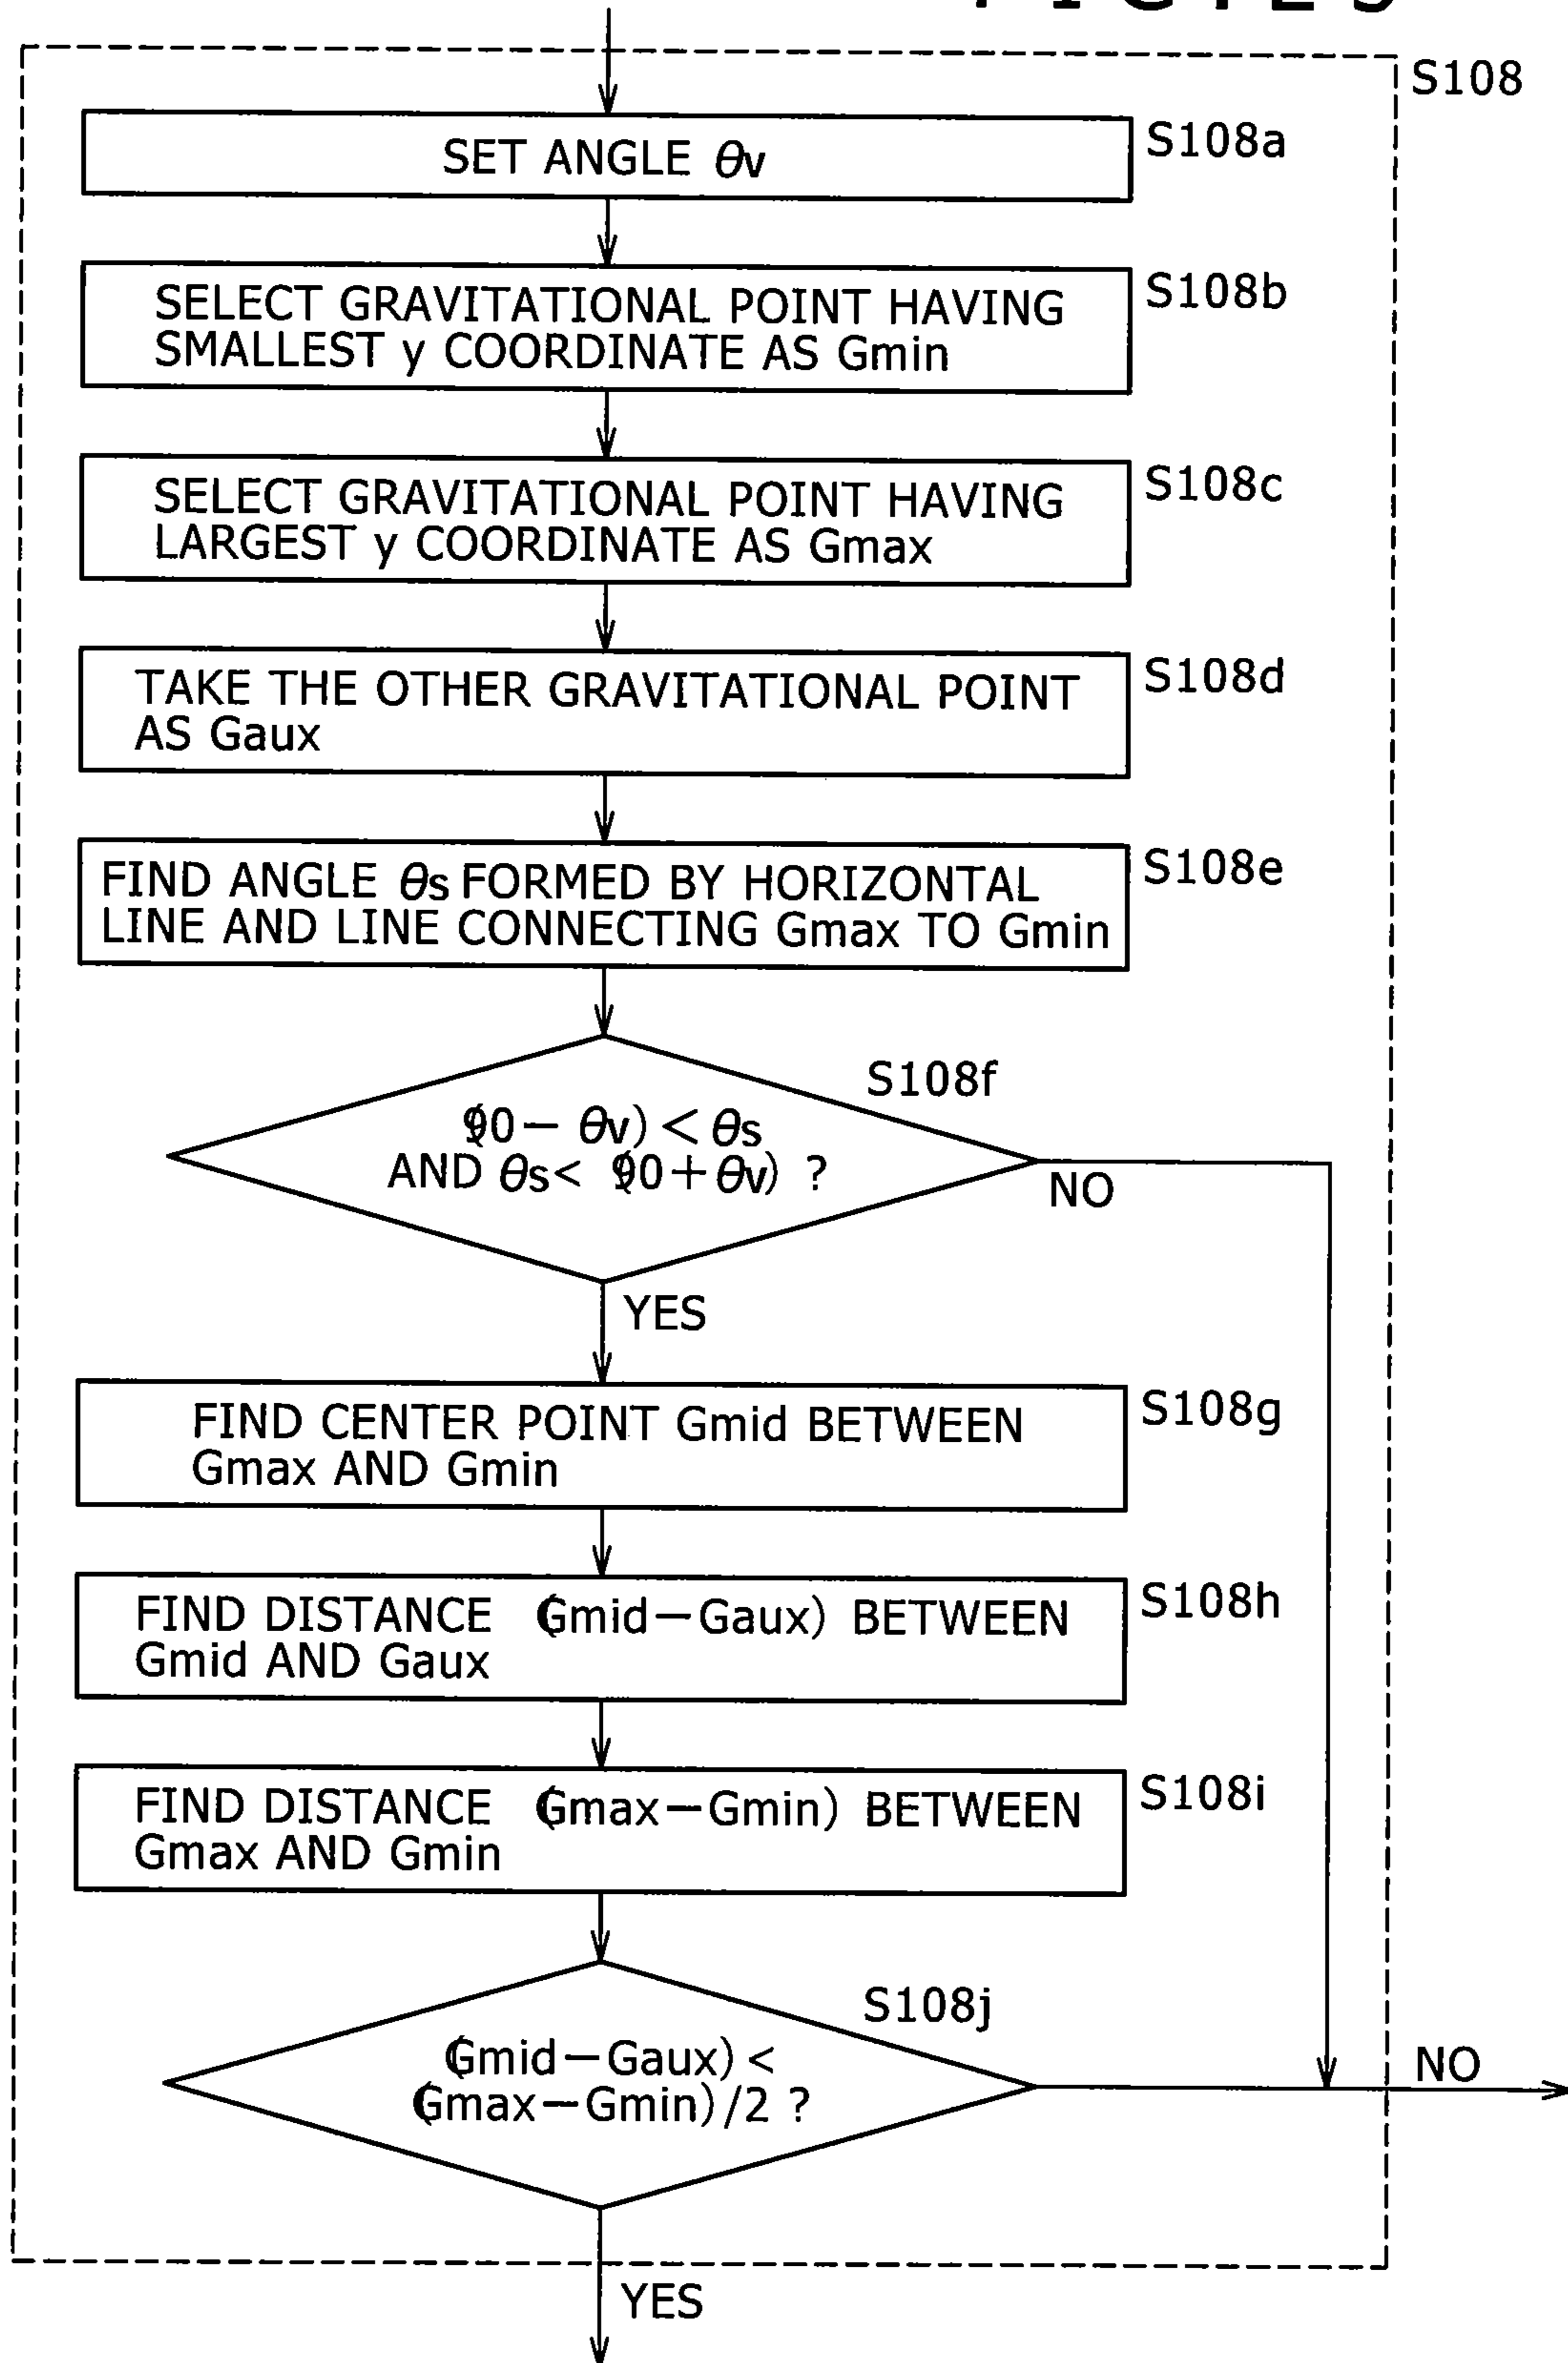 S108
SET ANGLE θv
S108a
SELECT GRAVITATIONAL POINT HAVING
SMALLEST y COORDINATE AS Gmin
S108b
SELECT GRAVITATIONAL POINT HAVING
LARGEST y COORDINATE AS Gmax
S108c
TAKE THE OTHER GRAVITATIONAL POINT
AS Gaux
S108d
FIND ANGLE θs FORMED BY HORIZONTAL
LINE AND LINE CONNECTING Gmax TO Gmin
S108e
S108f
(90－θv)＜θs
AND θs< (90＋θv) ?
NO
YES
FIND CENTER POINT Gmid BETWEEN
Gmax AND Gmin
S108g
FIND DISTANCE (Gmid－Gaux) BETWEEN
Gmid AND Gaux
S108h
FIND DISTANCE (Gmax－Gmin) BETWEEN
Gmax AND Gmin
S108i
S108j
(Gmid－Gaux)<
(Gmax－Gmin)/2 ?
NO
YES